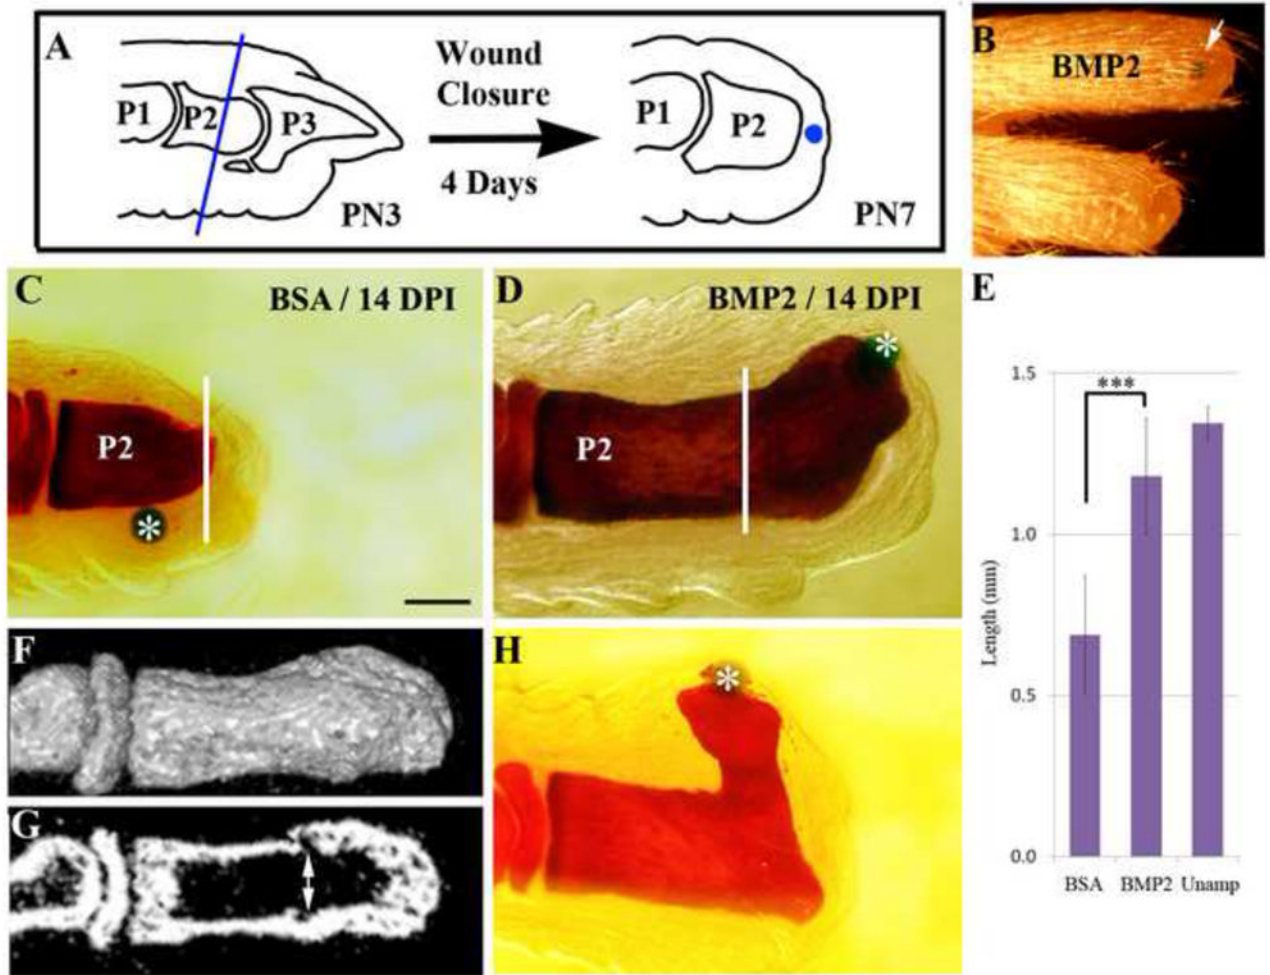 A
P1
P2
P3
PN3
Wound
Closure
4 Days
P1
P2
PN7
B
BMP2
*
C
BSA / 14 DPI
P2
*
D
BMP2 / 14 DPI
*
P2
E
1.5
***
1.0
Length (mm)
0.5
0.0
BSA BMP2 Unamp
F
G
H
*